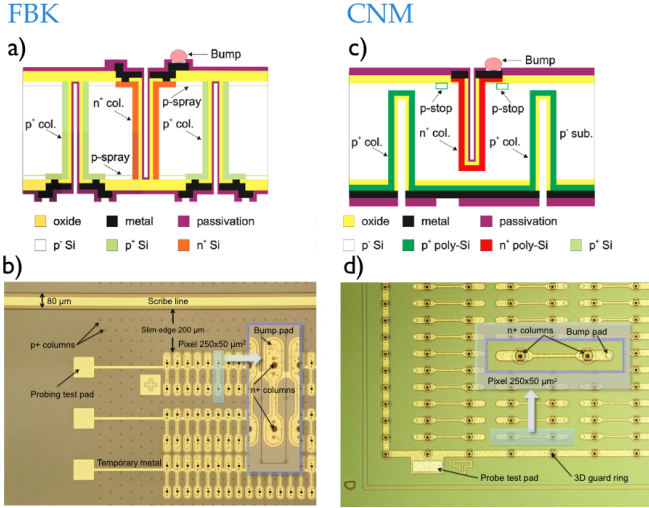 FBK
CNM
a)
Bump
p-spray
p⁺ col.
n⁺ col.
p⁺ col.
p-spray
oxide
metal
passivation
p⁻ Si
p⁺ Si
n⁺ Si
c)
Bump
p-stop
p-stop
p⁺ col.
n⁺ col.
p⁺ col.
p⁻ sub.
oxide
metal
passivation
p⁻ Si
p⁺ poly-Si
n⁺ poly-Si
p⁺ Si
b)
80 µm
Scribe line
Slim edge 200 µm
p+ columns
Pixel 250x50 µm²
Bump pad
Probing test pad
n+ columns
Temporary metal
d)
n+ columns
Bump pad
Pixel 250x50 µm²
Probe test pad
3D guard ring